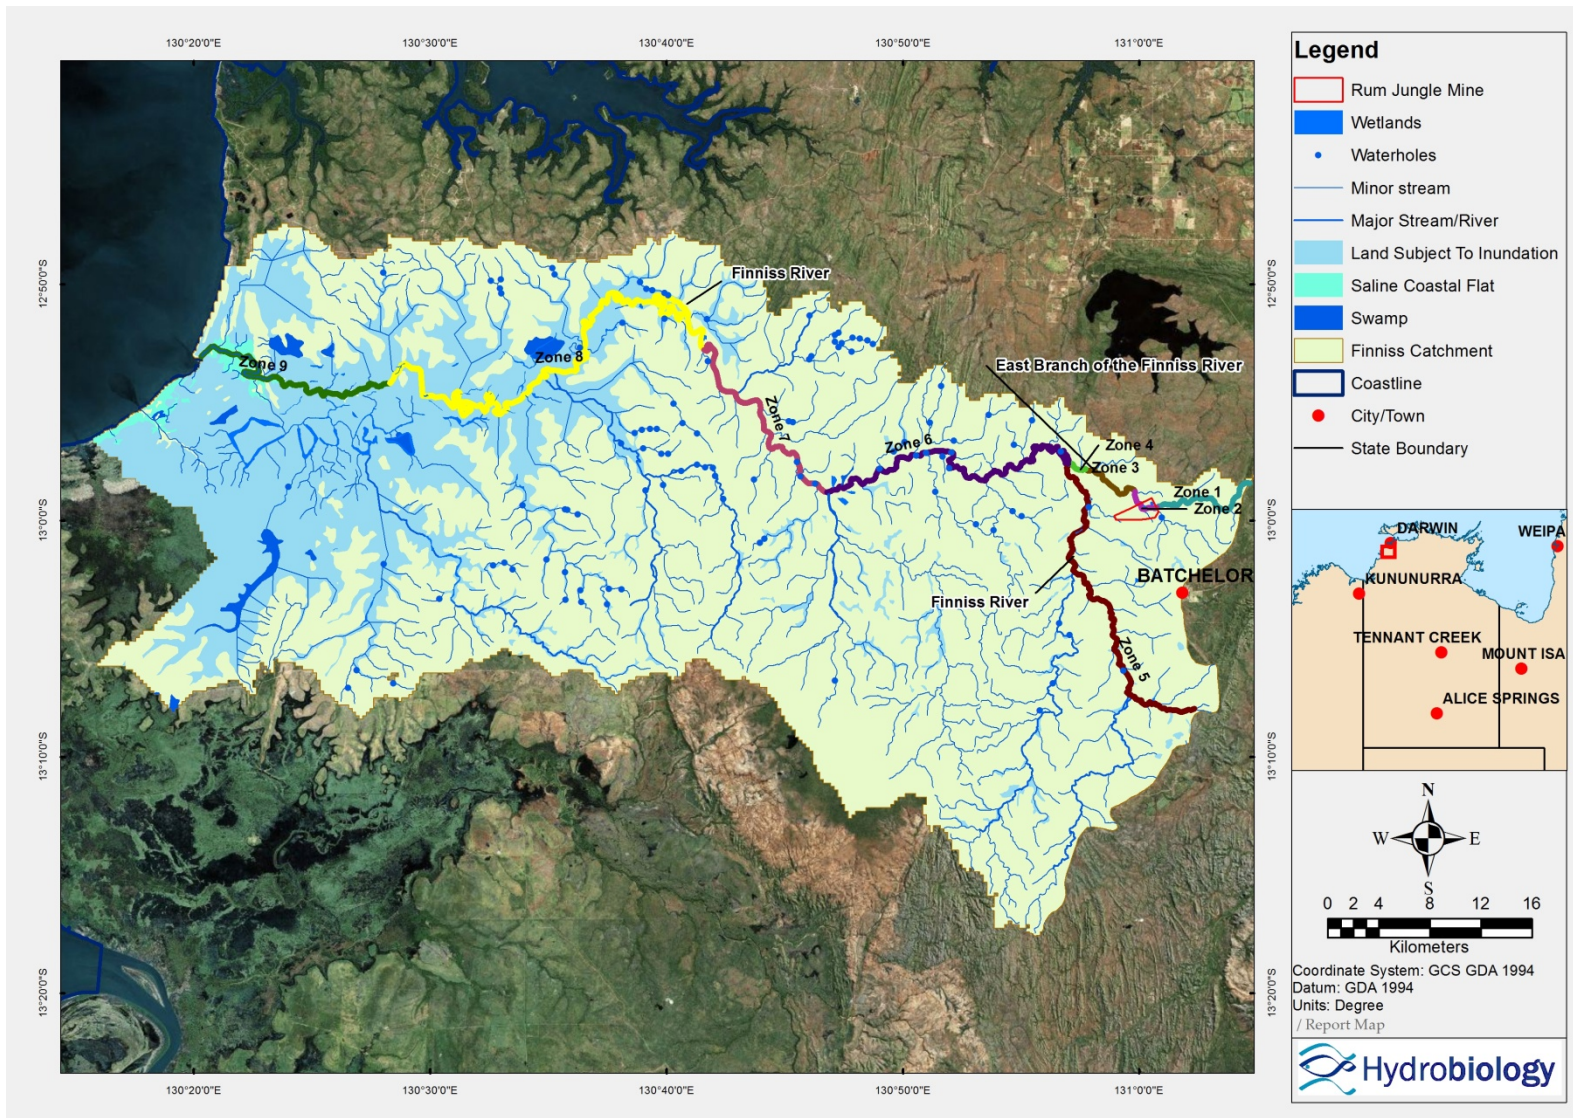 130°20'0"E
130°30'0"E
130°40'0"E
130°50'0"E
131°0'0"E
12°50'0"S
13°0'0"S
13°10'0"S
13°20'0"S
Finniss River
East Branch of the Finniss River
Zone 9
Zone 8
Zone 7
Zone 6
Zone 4
Zone 3
Zone 1
Zone 2
BATCHELOR
Finniss River
Zone 5
12°50'0"S
13°0'0"S
13°10'0"S
13°20'0"S
130°20'0"E
130°30'0"E
130°40'0"E
130°50'0"E
131°0'0"E
Legend
Rum Jungle Mine
Wetlands
Waterholes
Minor stream
Major Stream/River
Land Subject To Inundation
Saline Coastal Flat
Swamp
Finniss Catchment
Coastline
City/Town
State Boundary
DARWIN
WEIPA
KUNUNURRA
TENNANT CREEK
MOUNT ISA
ALICE SPRINGS
N
W E
S
0 2 4 8 12 16
Kilometers
Coordinate System: GCS GDA 1994
Datum: GDA 1994
Units: Degree
/ Report Map
Hydrobiology